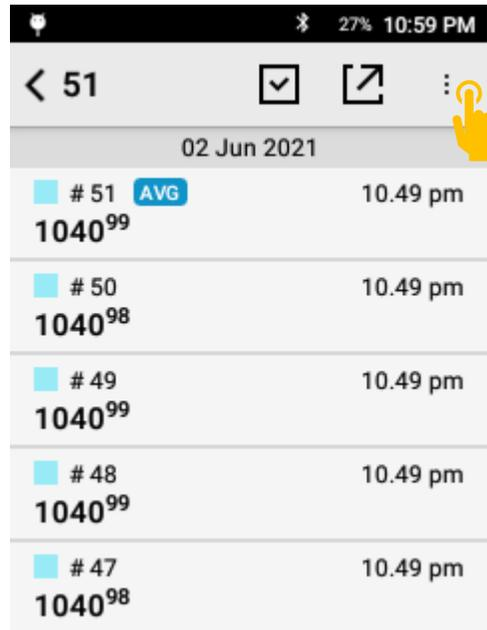 27% 10:59 PM
51
02 Jun 2021
# 51 AVG 10.49 pm
1040⁹⁹
# 50 10.49 pm
1040⁹⁸
# 49 10.49 pm
1040⁹⁹
# 48 10.49 pm
1040⁹⁹
# 47 10.49 pm
1040⁹⁸